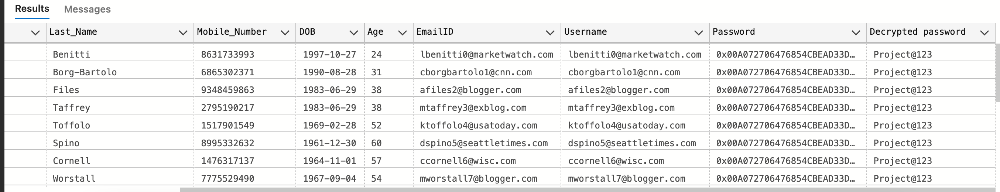 Results Messages
Last_Name Mobile_Number DOB Age EmailID Username Password Decrypted password
Benitti 8631733993 1997-10-27 24 lbenitti0@marketwatch.com lbenitti0@marketwatch.com 0x00A072706476854CBEAD33D… Project@123
Borg-Bartolo 6865302371 1990-08-28 31 cborgbartolo1@cnn.com cborgbartolo1@cnn.com 0x00A072706476854CBEAD33D… Project@123
Files 9348459863 1983-06-29 38 afiles2@blogger.com afiles2@blogger.com 0x00A072706476854CBEAD33D… Project@123
Taffrey 2795190217 1983-06-29 38 mtaffrey3@exblog.com mtaffrey3@exblog.com 0x00A072706476854CBEAD33D… Project@123
Toffolo 1517901549 1969-02-28 52 ktoffolo4@usatoday.com ktoffolo4@usatoday.com 0x00A072706476854CBEAD33D… Project@123
Spino 8995332632 1961-12-30 60 dspino5@seattletimes.com dspino5@seattletimes.com 0x00A072706476854CBEAD33D… Project@123
Cornell 1476317137 1964-11-01 57 ccornell6@wisc.com ccornell6@wisc.com 0x00A072706476854CBEAD33D… Project@123
Worstall 7775529490 1967-09-04 54 mworstall7@blogger.com mworstall7@blogger.com 0x00A072706476854CBEAD33D… Project@123